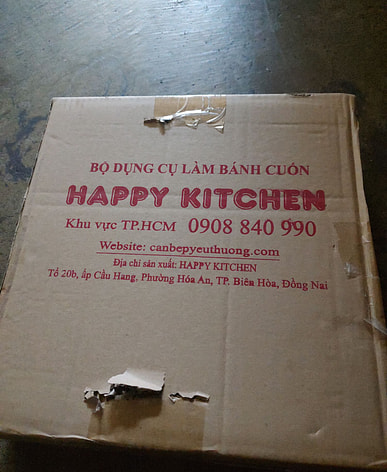 BỘ DỤNG CỤ LÀM BÁNH CUỐN
HAPPY KITCHEN
Khu vực TP.HCM 0908 840 990
Website: canbepyeuthuong.com
Địa chỉ sản xuất: HAPPY KITCHEN
Tổ 20b, ấp Cầu Hang, Phường Hóa An, TP. Biên Hòa, Đồng Nai